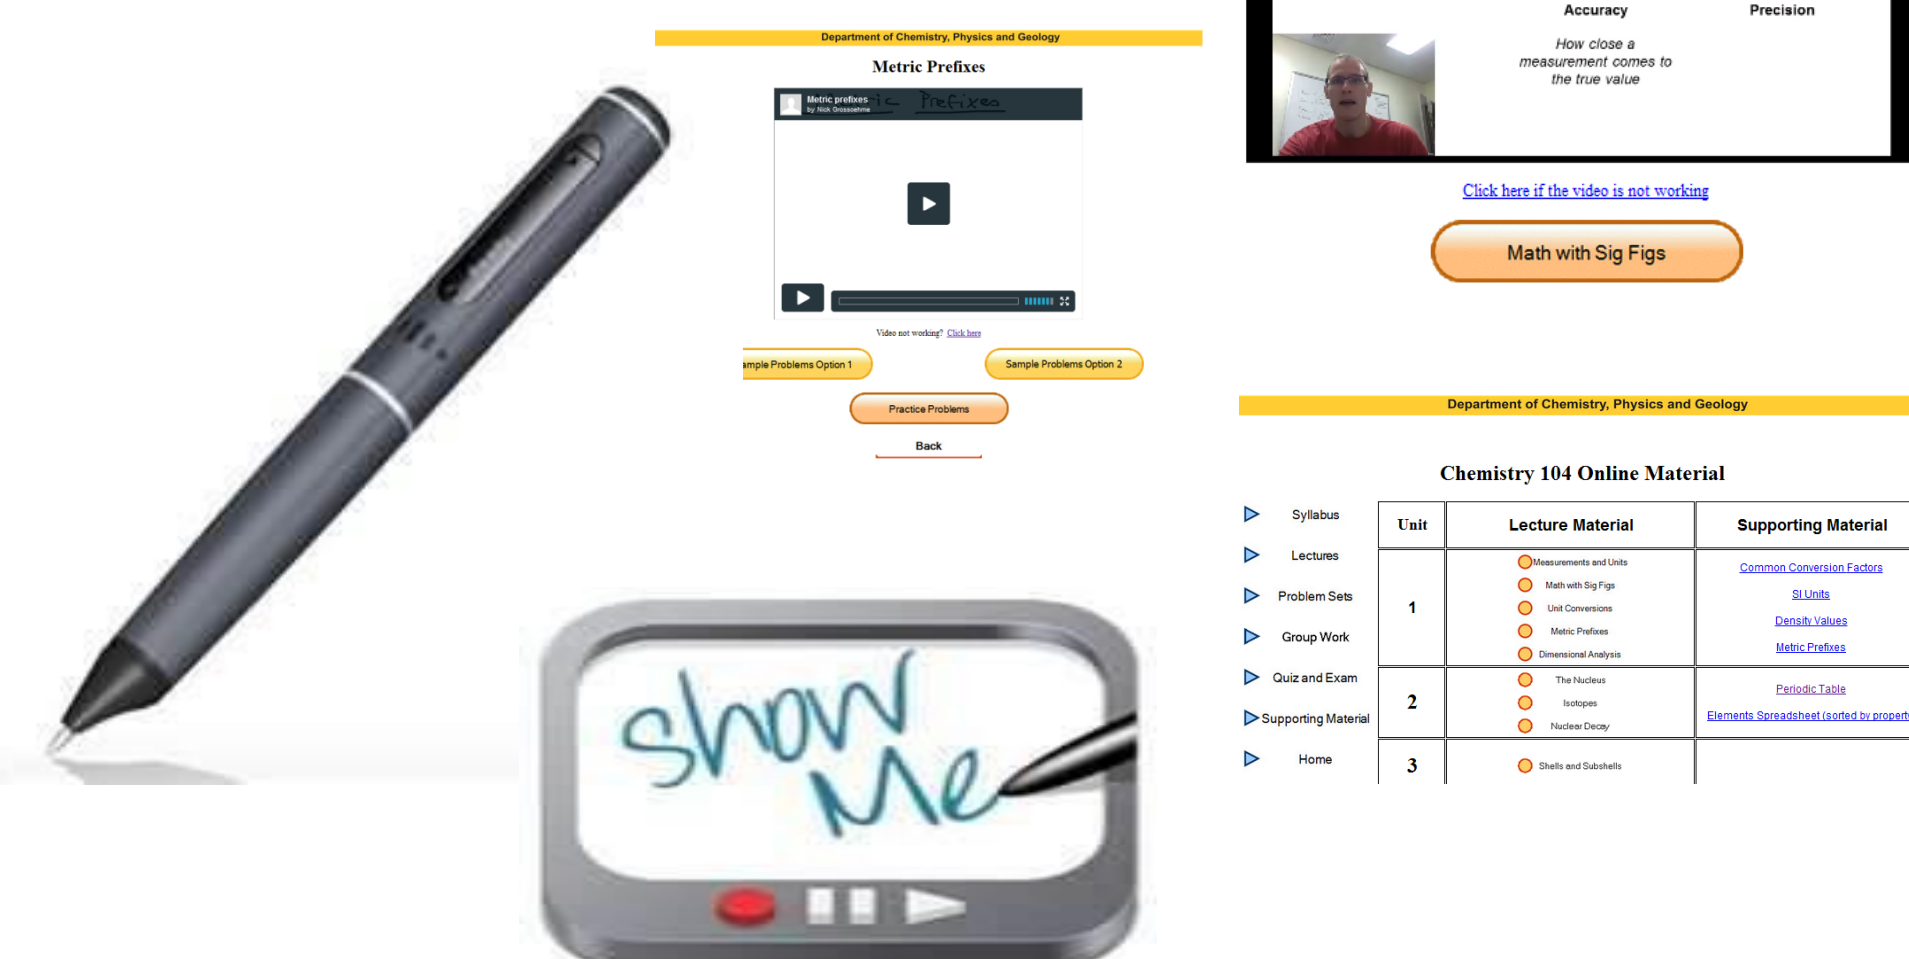 Department of Chemistry, Physics and Geology
Metric Prefixes
Metric Prefixes
Metric prefixes
by Nick Grossoehme
Video not working? Click here
ample Problems Option 1
Sample Problems Option 2
Practice Problems
Back
Accuracy
Precision
How close a
measurement comes to
the true value
Click here if the video is not working
Math with Sig Figs
Show
Me
Department of Chemistry, Physics and Geology
Chemistry 104 Online Material
Syllabus
Lectures
Problem Sets
Group Work
Quiz and Exam
Supporting Material
Home
Unit
Lecture Material
Supporting Material
1
Measurements and Units
Math with Sig Figs
Unit Conversions
Metric Prefixes
Dimensional Analysis
Common Conversion Factors
SI Units
Density Values
Metric Prefixes
2
The Nucleus
Isotopes
Nuclear Decay
Periodic Table
Elements Spreadsheet (sorted by property
3
Shells and Subshells